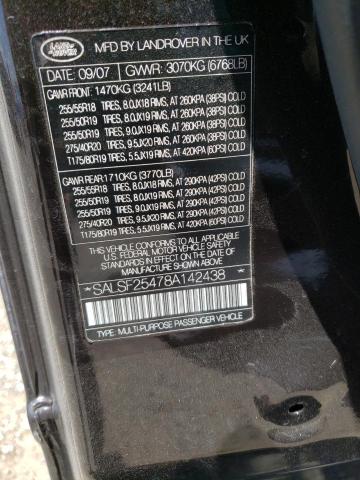 LAND ROVER
MFD BY LANDROVER IN THE UK
DATE: 09/07 GVWR: 3070KG (6768LB)
GAWR FRONT: 1470KG (3241LB)
255/55R18 TIRES, 8.0JX18 RIMS, AT 260KPA (38PSI) COLD
255/50R19 TIRES, 8.0JX19 RIMS, AT 260KPA (38PSI) COLD
255/50R19 TIRES, 9.0JX19 RIMS, AT 260KPA (38PSI) COLD
275/40R20 TIRES, 9.5JX20 RIMS, AT 260KPA (38PSI) COLD
T175/80R19 TIRES, 5.5JX19 RIMS, AT 420KPA (60PSI) COLD
GAWR REAR: 1710KG (3770LB)
255/55R18 TIRES, 8.0JX18 RIMS, AT 290KPA (42PSI) COLD
255/50R19 TIRES, 8.0JX19 RIMS, AT 290KPA (42PSI) COLD
255/50R19 TIRES, 9.0JX19 RIMS, AT 290KPA (42PSI) COLD
275/40R20 TIRES, 9.5JX20 RIMS, AT 290KPA (42PSI) COLD
T175/80R19 TIRES, 5.5JX19 RIMS, AT 420KPA (60PSI) COLD
THIS VEHICLE CONFORMS TO ALL APPLICABLE
U.S. FEDERAL MOTOR VEHICLE SAFETY AND
THEFT PREVENTION STANDARDS IN EFFECT ON THE
DATE OF MANUFACTURE SHOWN ABOVE.
*SALSF25478A142438 *
TYPE: MULTI-PURPOSE PASSENGER VEHICLE